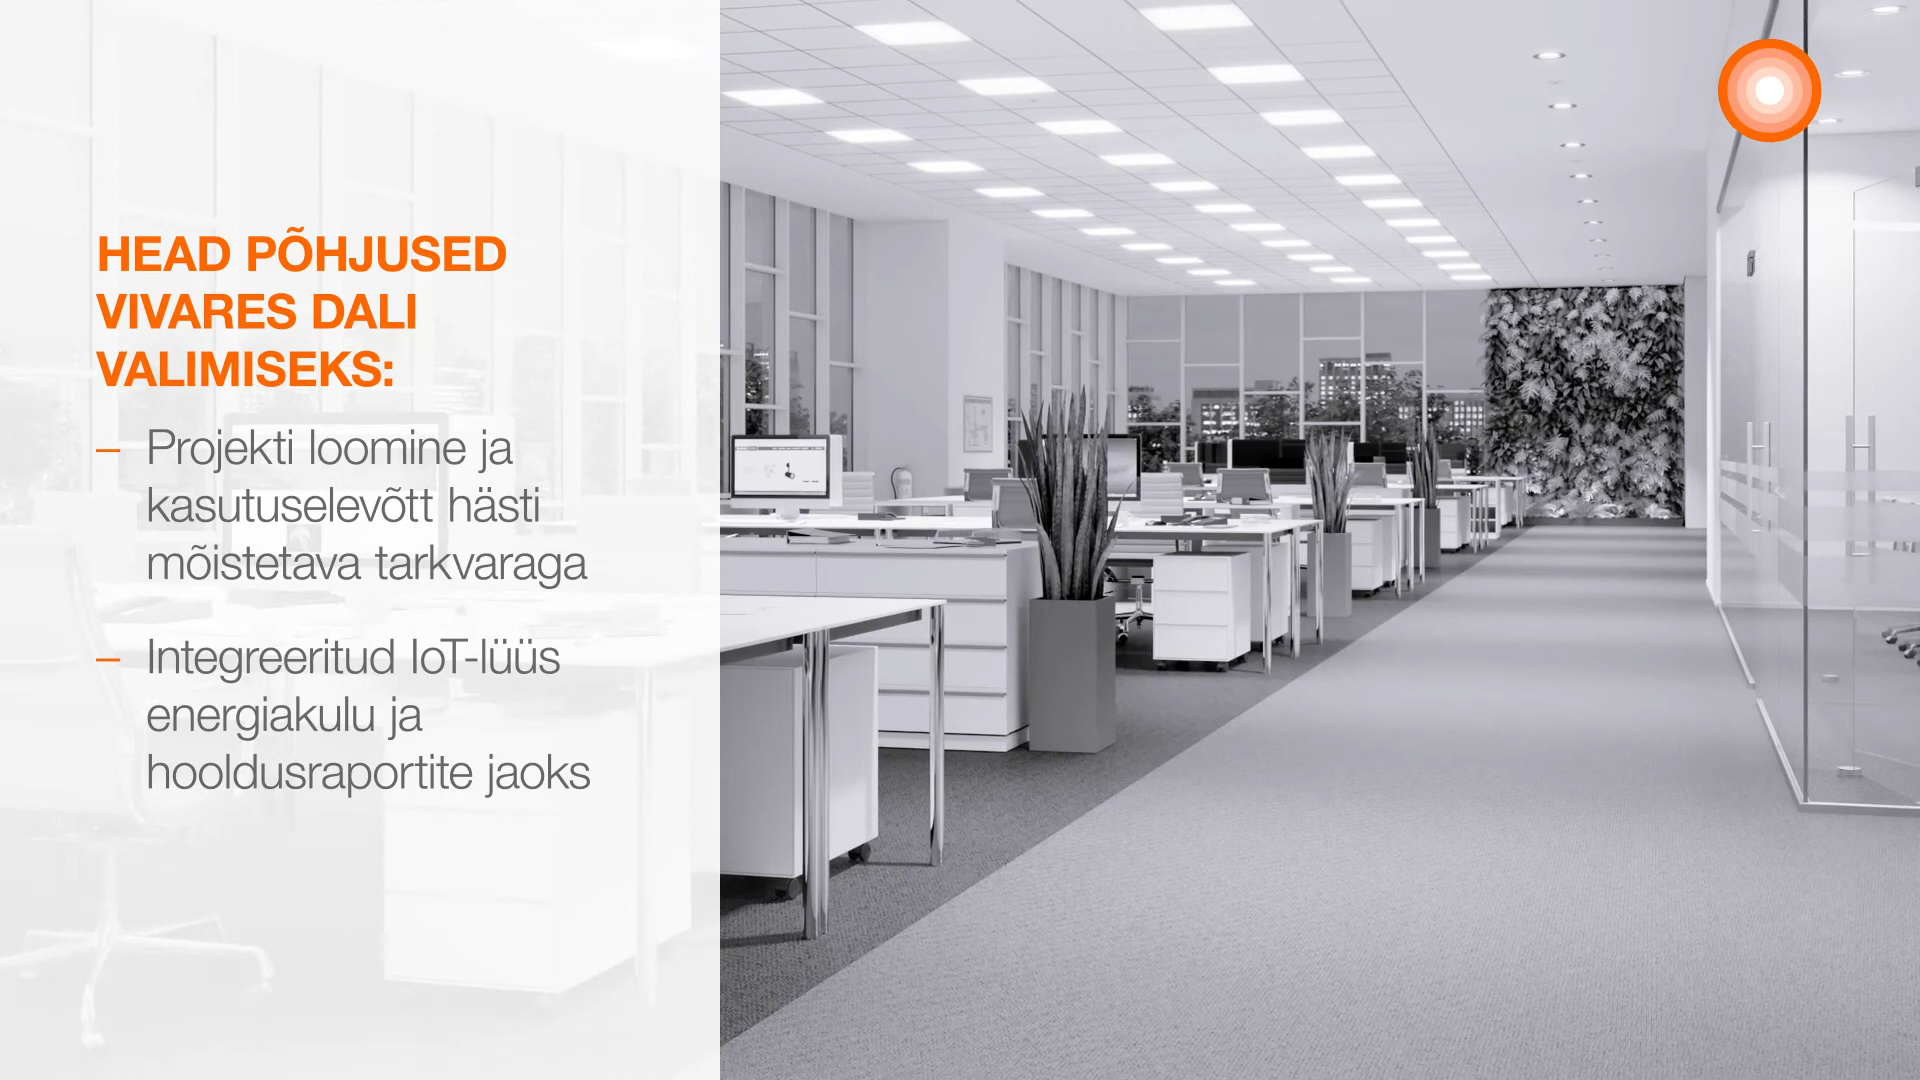 HEAD PÕHJUSED
VIVARES DALI
VALIMISEKS:
– Projekti loomine ja
kasutuselevõtt hästi
mõistetava tarkvaraga
– Integreeritud IoT-lüüs
energiakulu ja
hooldusraportite jaoks